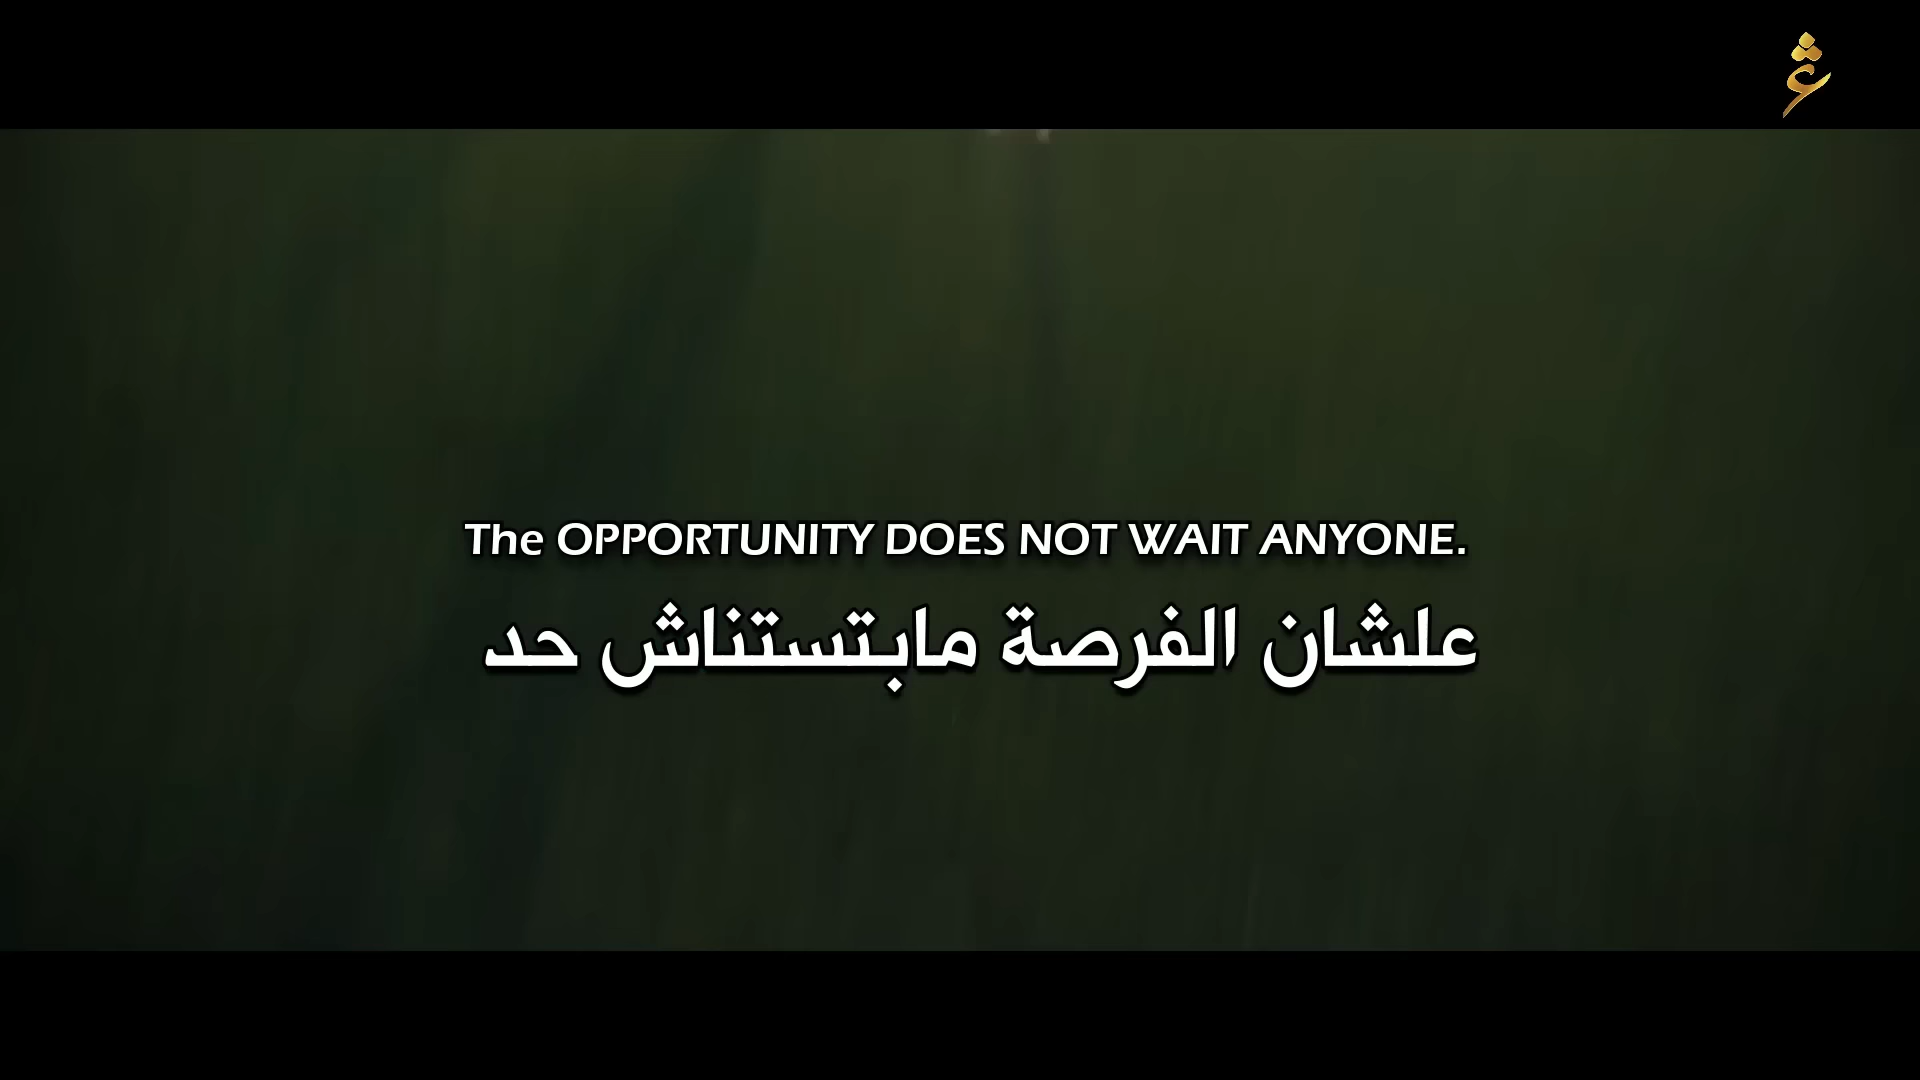 The OPPORTUNITY DOES NOT WAIT ANYONE.
علشان الفرصة مابتستناش حد